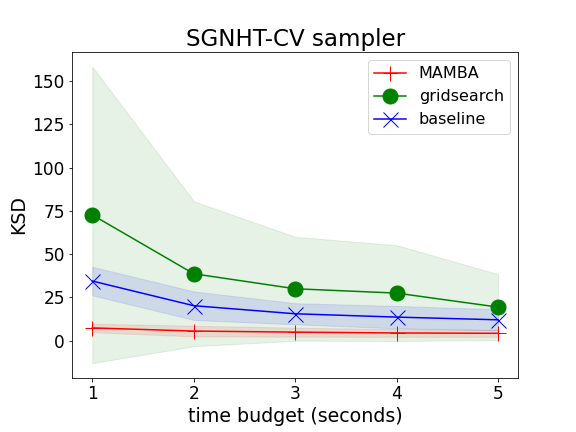 SGNHT-CV sampler
MAMBA
gridsearch
baseline
KSD
150
125
100
75
50
25
0
1 2 3 4 5
time budget (seconds)